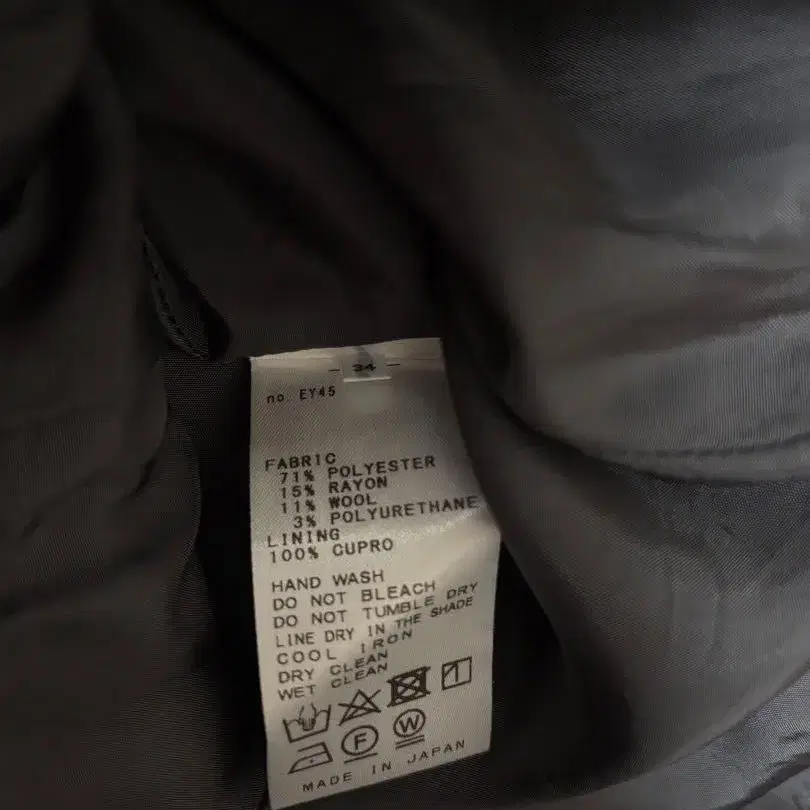 - 34 -
no. EY45
FABRIC
71% POLYESTER
15% RAYON
11% WOOL
3% POLYURETHANE
LINING
100% CUPRO
HAND WASH
DO NOT BLEACH
DO NOT TUMBLE DRY
LINE DRY IN THE SHADE
COOL IRON
DRY CLEAN
WET CLEAN
F W
MADE IN JAPAN